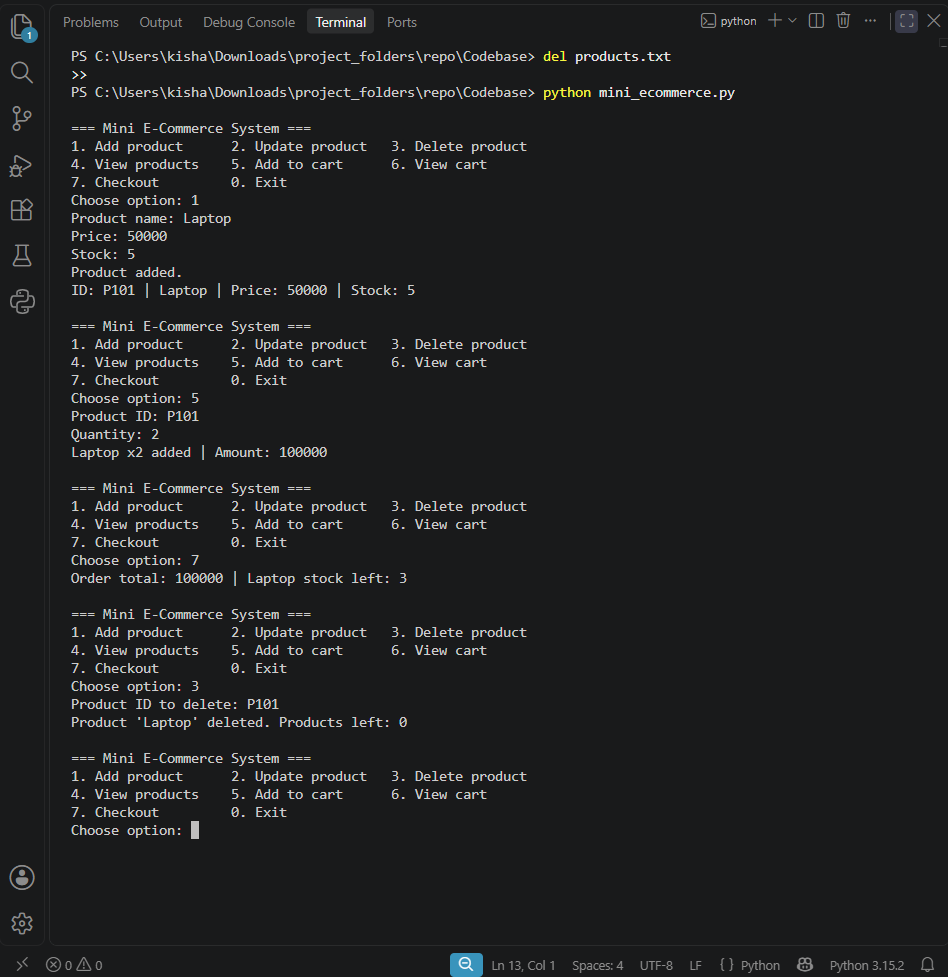 Problems Output Debug Console Terminal Ports python
1
PS C:\Users\kisha\Downloads\project_folders\repo\Codebase> del products.txt
>>
PS C:\Users\kisha\Downloads\project_folders\repo\Codebase> python mini_ecommerce.py
=== Mini E-Commerce System ===
1. Add product      2. Update product   3. Delete product
4. View products    5. Add to cart      6. View cart
7. Checkout         0. Exit
Choose option: 1
Product name: Laptop
Price: 50000
Stock: 5
Product added.
ID: P101 | Laptop | Price: 50000 | Stock: 5
=== Mini E-Commerce System ===
1. Add product      2. Update product   3. Delete product
4. View products    5. Add to cart      6. View cart
7. Checkout         0. Exit
Choose option: 5
Product ID: P101
Quantity: 2
Laptop x2 added | Amount: 100000
=== Mini E-Commerce System ===
1. Add product      2. Update product   3. Delete product
4. View products    5. Add to cart      6. View cart
7. Checkout         0. Exit
Choose option: 7
Order total: 100000 | Laptop stock left: 3
=== Mini E-Commerce System ===
1. Add product      2. Update product   3. Delete product
4. View products    5. Add to cart      6. View cart
7. Checkout         0. Exit
Choose option: 3
Product ID to delete: P101
Product 'Laptop' deleted. Products left: 0
=== Mini E-Commerce System ===
1. Add product      2. Update product   3. Delete product
4. View products    5. Add to cart      6. View cart
7. Checkout         0. Exit
Choose option:
0 0 Ln 13, Col 1 Spaces: 4 UTF-8 LF { } Python Python 3.15.2